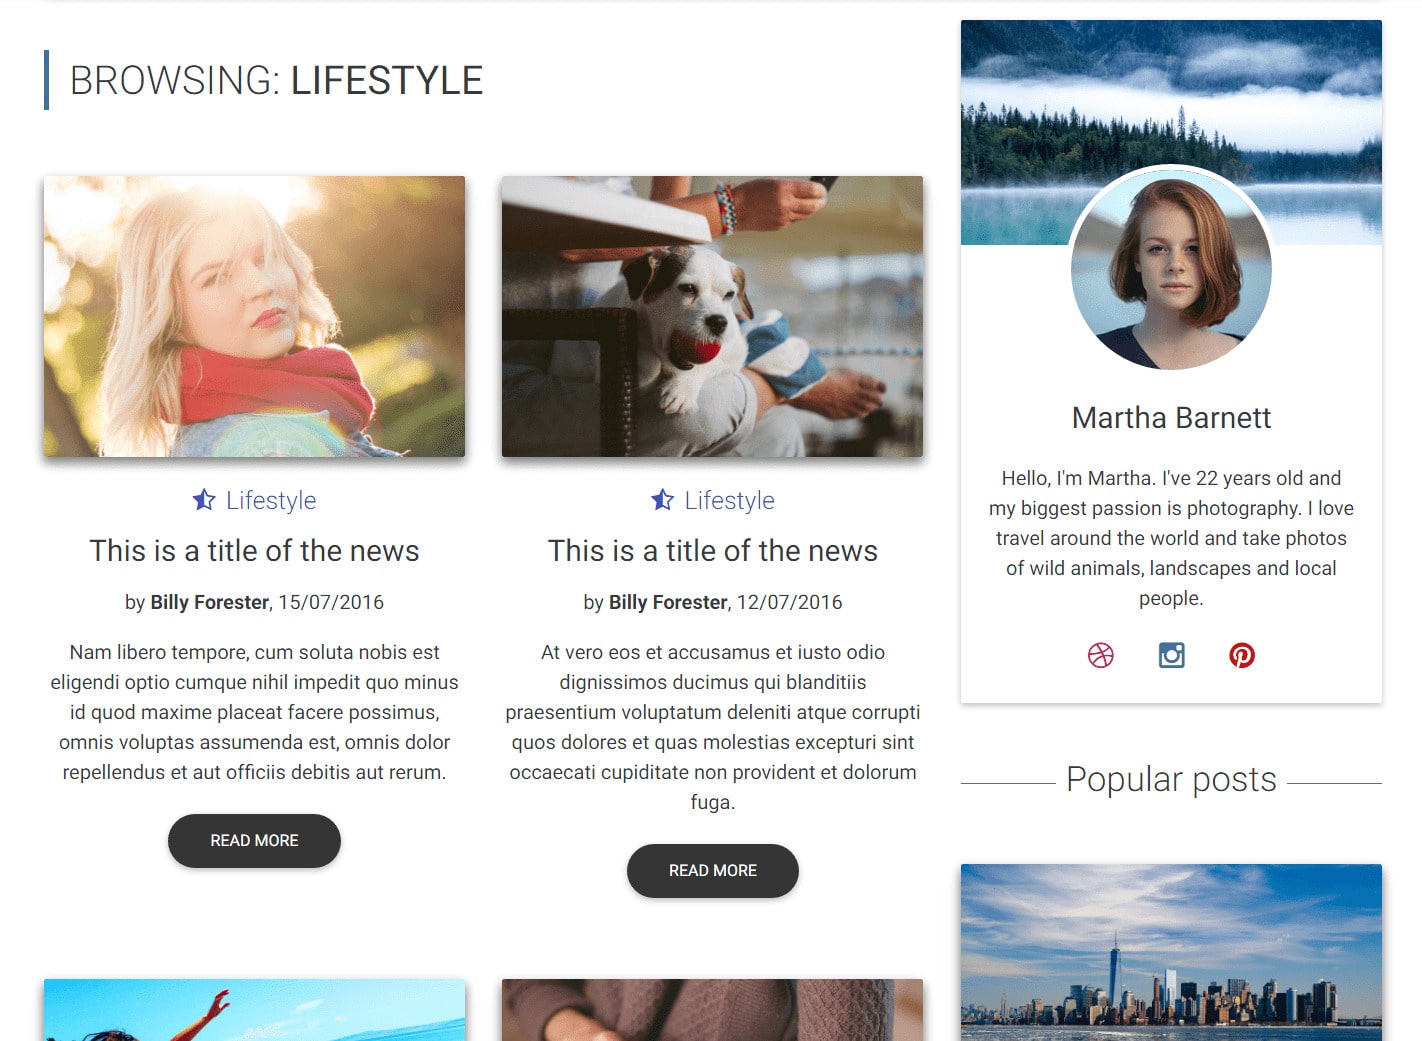 BROWSING: LIFESTYLE
Lifestyle
This is a title of the news
by Billy Forester, 15/07/2016
Nam libero tempore, cum soluta nobis est
eligendi optio cumque nihil impedit quo minus
id quod maxime placeat facere possimus,
omnis voluptas assumenda est, omnis dolor
repellendus et aut officiis debitis aut rerum.
READ MORE
Lifestyle
This is a title of the news
by Billy Forester, 12/07/2016
At vero eos et accusamus et iusto odio
dignissimos ducimus qui blanditiis
praesentium voluptatum deleniti atque corrupti
quos dolores et quas molestias excepturi sint
occaecati cupiditate non provident et dolorum
fuga.
READ MORE
Martha Barnett
Hello, I'm Martha. I've 22 years old and
my biggest passion is photography. I love
travel around the world and take photos
of wild animals, landscapes and local
people.
Popular posts